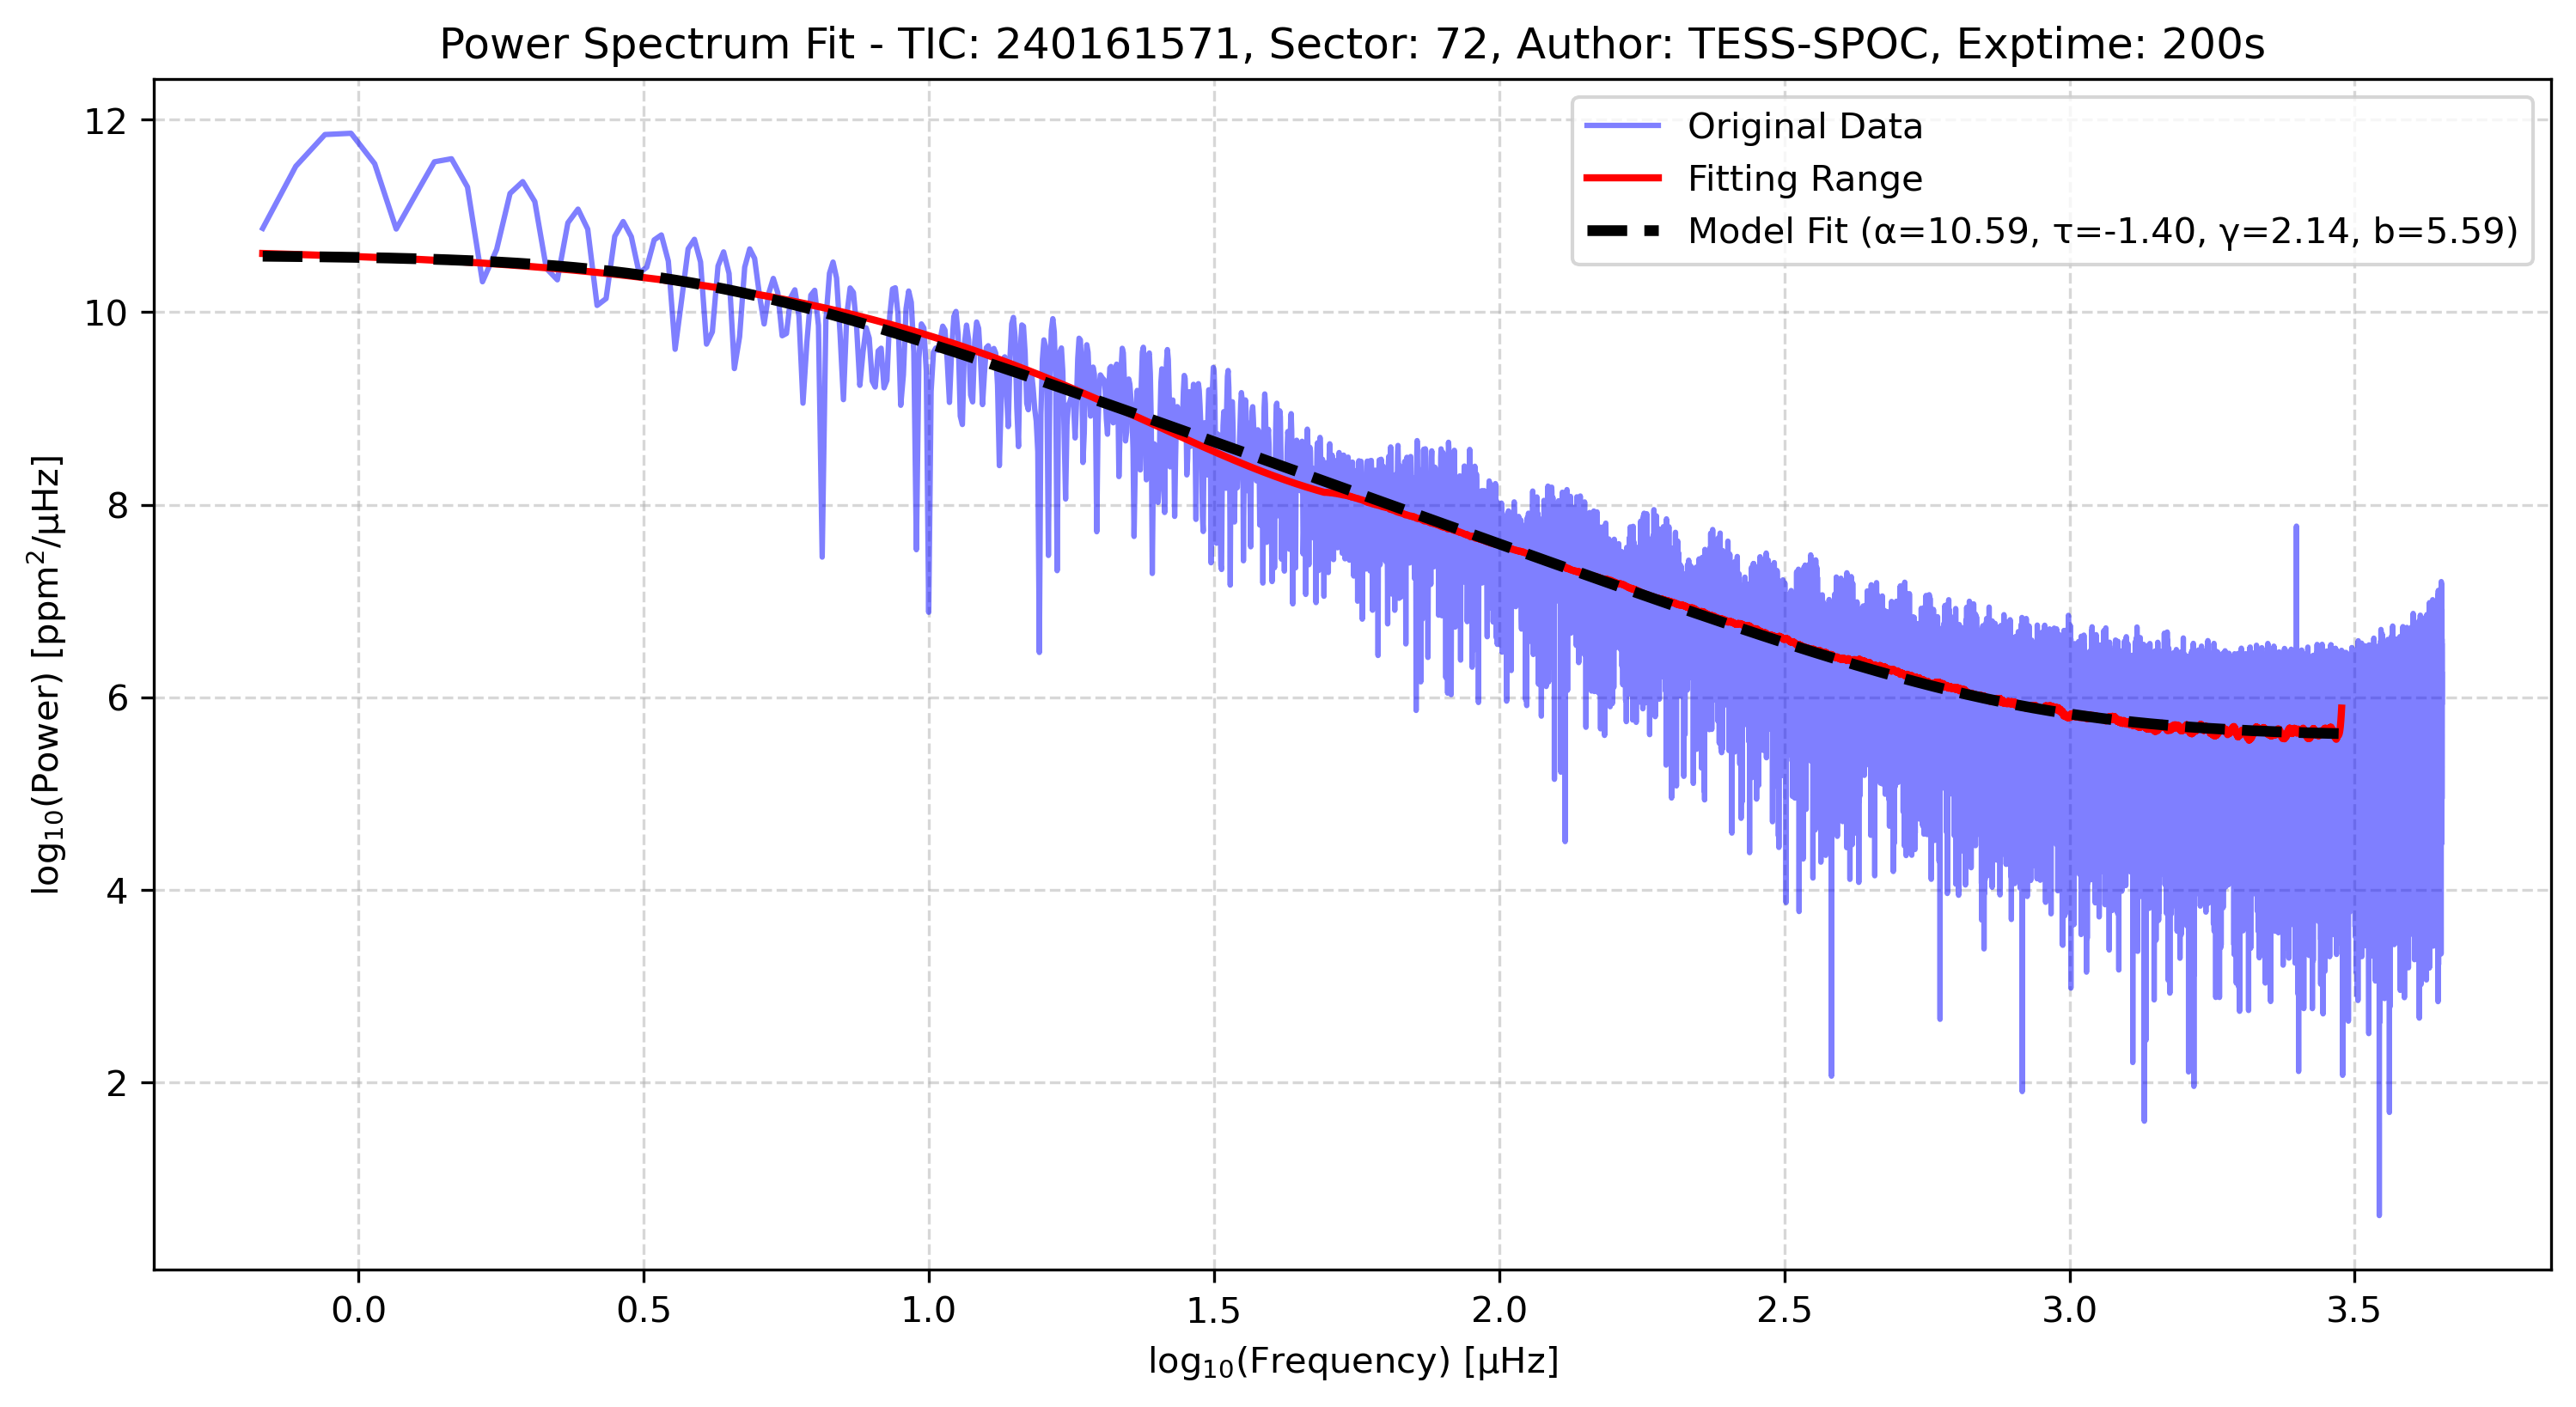 Power Spectrum Fit - TIC: 240161571, Sector: 72, Author: TESS-SPOC, Exptime: 200s
Original Data
Fitting Range
Model Fit (α=10.59, τ=-1.40, γ=2.14, b=5.59)
12
10
8
6
4
2
log₁₀(Power) [ppm²/μHz]
0.0 0.5 1.0 1.5 2.0 2.5 3.0 3.5
log₁₀(Frequency) [μHz]